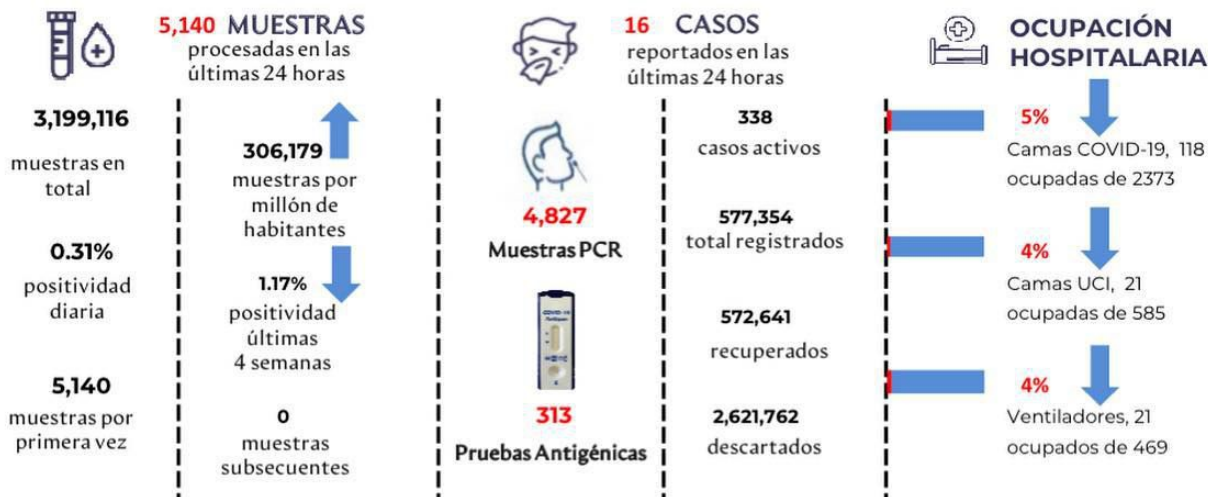 5,140 MUESTRAS
procesadas en las
últimas 24 horas
3,199,116
muestras en
total
0.31%
positividad
diaria
5,140
muestras por
primera vez
306,179
muestras por
millón de
habitantes
1.17%
positividad
últimas
4 semanas
0
muestras
subsecuentes
16 CASOS
reportados en las
últimas 24 horas
4,827
Muestras PCR
COVID-19
313
Pruebas Antigénicas
338
casos activos
577,354
total registrados
572,641
recuperados
2,621,762
descartados
OCUPACIÓN
HOSPITALARIA
5%
Camas COVID-19, 118
ocupadas de 2373
4%
Camas UCI, 21
ocupadas de 585
4%
Ventiladores, 21
ocupados de 469